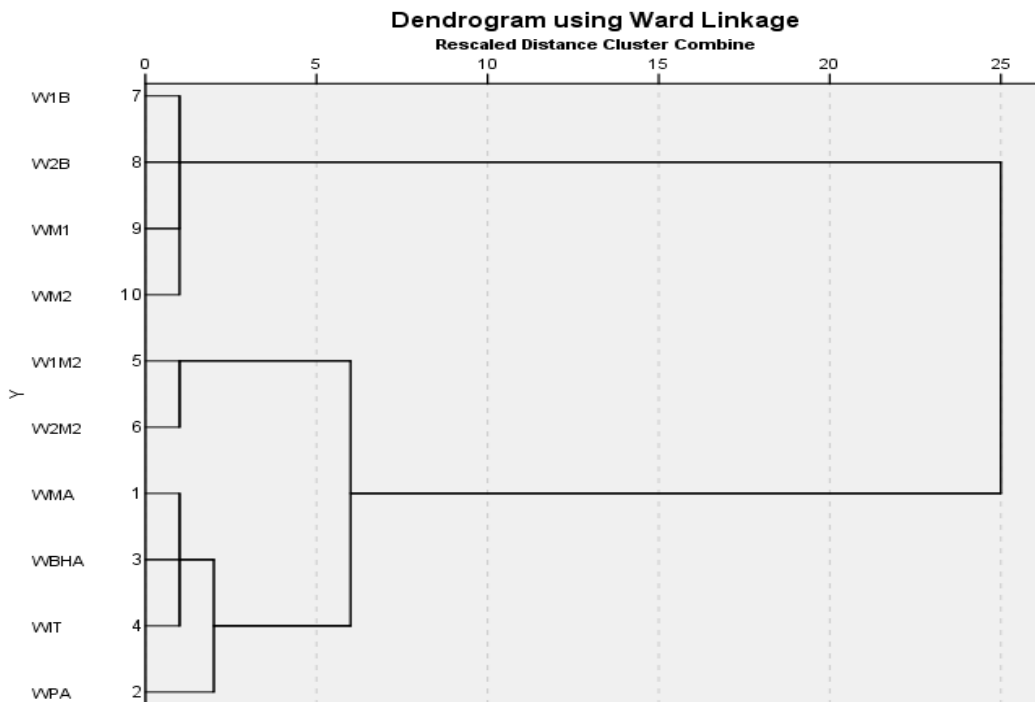 Dendrogram using Ward Linkage
Rescaled Distance Cluster Combine
0 5 10 15 20 25
W1B 7
W2B 8
WM1 9
WM2 10
W1M2 5
Y
W2M2 6
WMA 1
WBHA 3
WIT 4
WPA 2